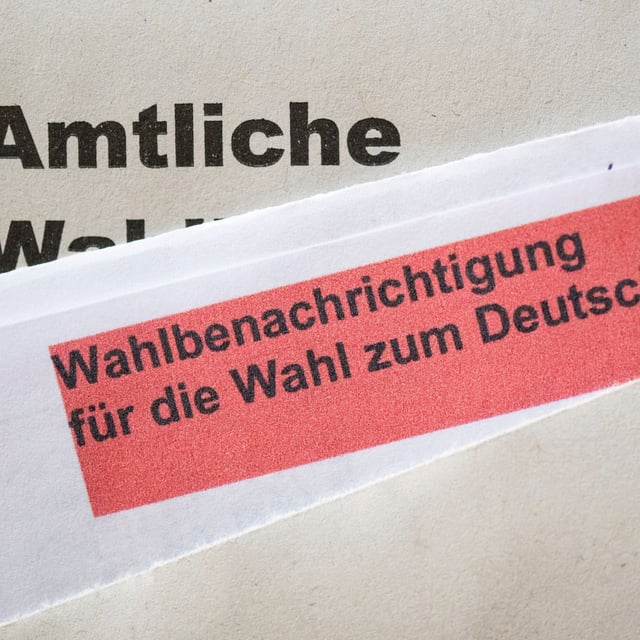 Amtliche
Wahlbenachrichtigung
für die Wahl zum Deutsc